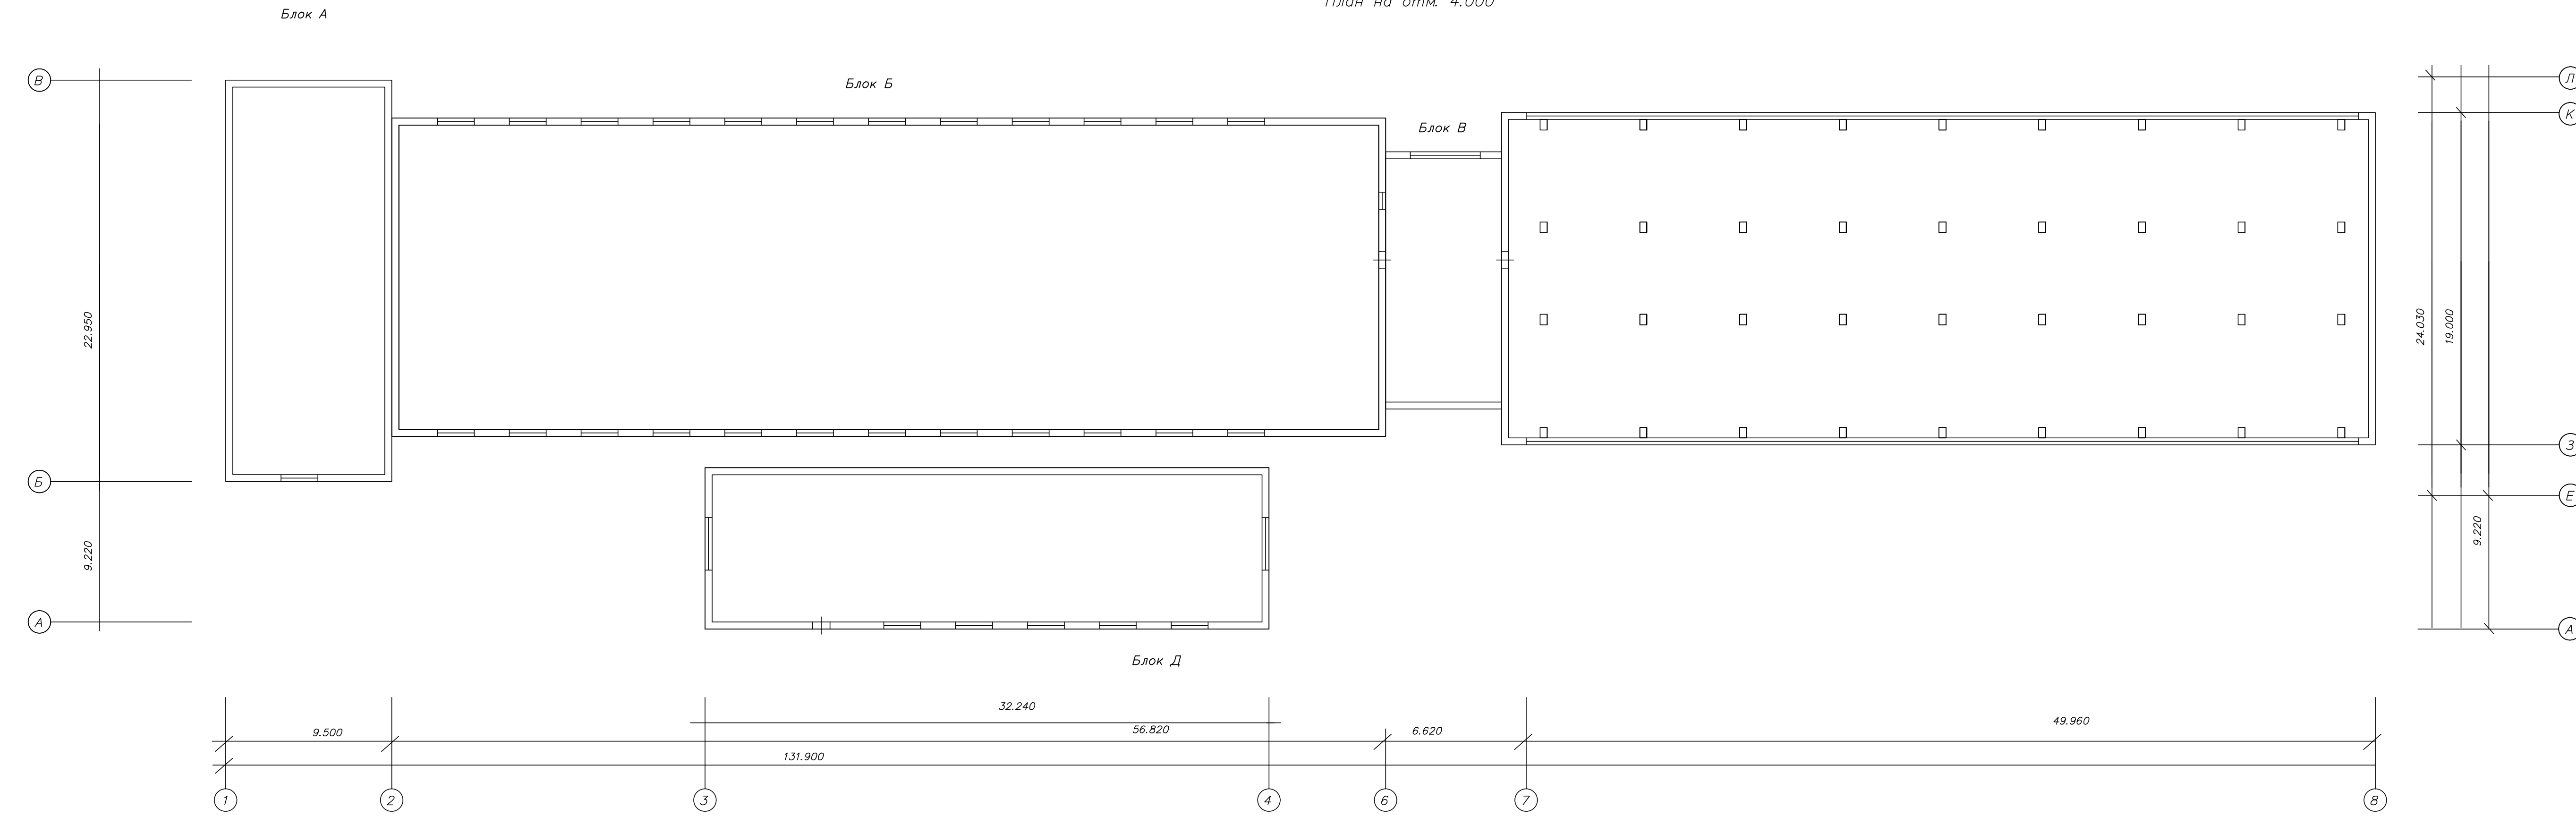 План на отм. 4.000
Блок А
Блок Б
Блок В
В
Л
К
22.950
24.030
19.000
З
Б
Е
9.220
9.220
А
А
Блок Д
32.240
9.500
56.820
6.620
49.960
131.900
1
2
3
4
6
7
8